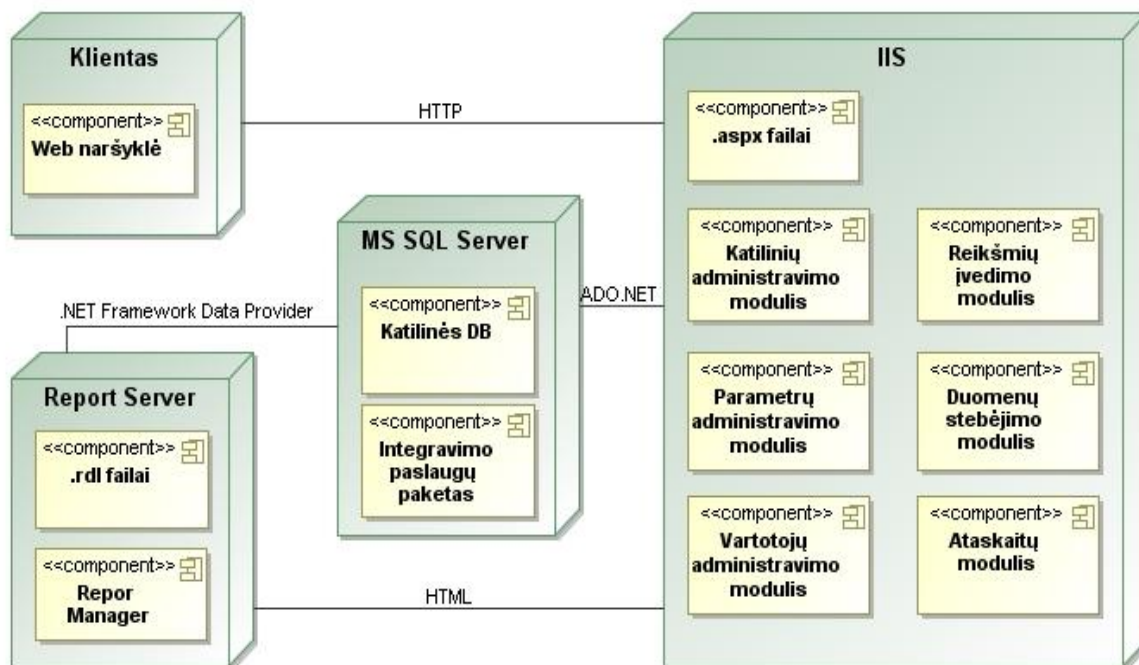 Klientas
<<component>>
Web naršyklė
HTTP
IIS
<<component>>
.aspx failai
<<component>>
Katilinių
administravimo
modulis
<<component>>
Reikšmių
įvedimo
modulis
<<component>>
Parametrų
administravimo
modulis
<<component>>
Duomenų
stebėjimo
modulis
<<component>>
Vartotojų
administravimo
modulis
<<component>>
Ataskaitų
modulis
MS SQL Server
<<component>>
Katilinės DB
<<component>>
Integravimo
paslaugų
paketas
ADO.NET
.NET Framework Data Provider
Report Server
<<component>>
.rdl failai
<<component>>
Repor
Manager
HTML